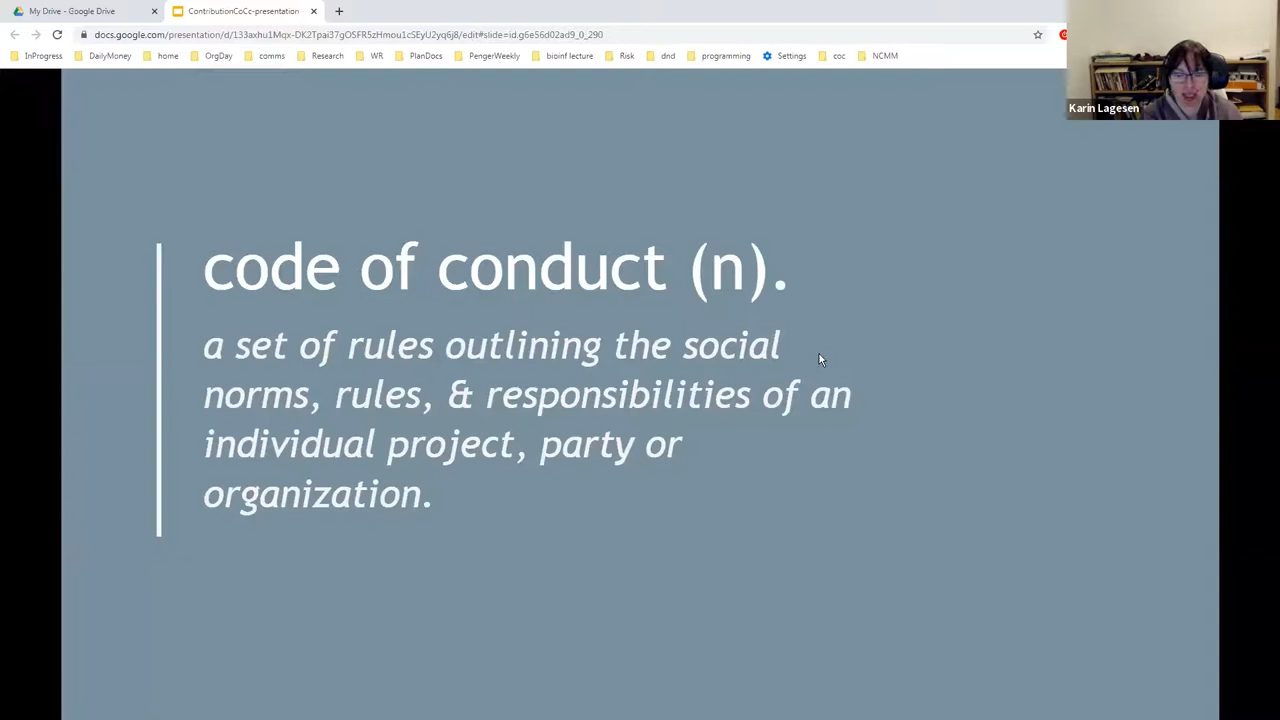 My Drive - Google Drive
ContributionCoCc-presentation
docs.google.com/presentation/d/133axhu1Mqx-DK2Tpai37gOSFR5zHmou1cSEyU2yq6j8/edit#slide=id.g6e56d02ad9_0_290
InProgress DailyMoney home OrgDay comms Research WR PlanDocs PengerWeekly bioinf lecture Risk dnd programming Settings coc NCMM
Karin Lagesen
code of conduct (n).
a set of rules outlining the social
norms, rules, & responsibilities of an
individual project, party or
organization.